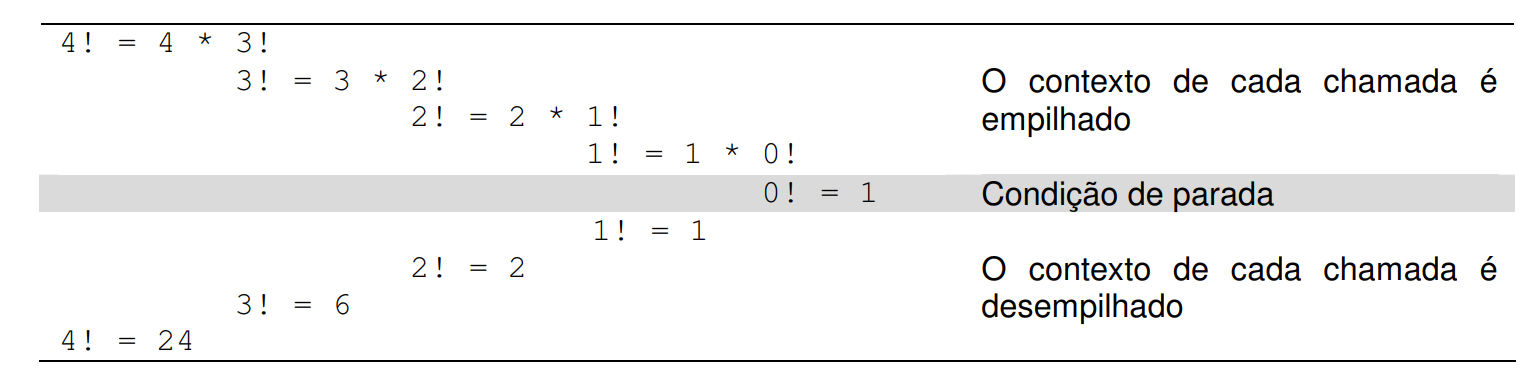 4! = 4 * 3!
3! = 3 * 2!
O contexto de cada chamada é
2! = 2 * 1!
empilhado
1! = 1 * 0!
0! = 1
Condição de parada
1! = 1
2! = 2
O contexto de cada chamada é
3! = 6
desempilhado
4! = 24